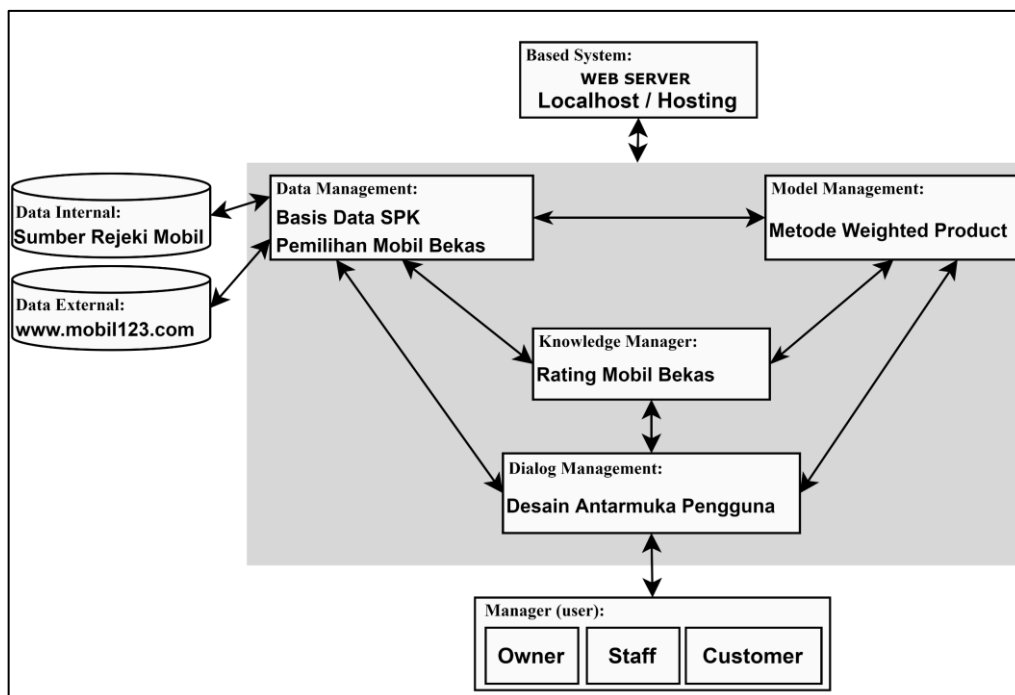 Based System:
WEB SERVER
Localhost / Hosting
Data Internal:
Sumber Rejeki Mobil
Data External:
www.mobil123.com
Data Management:
Basis Data SPK
Pemilihan Mobil Bekas
Model Management:
Metode Weighted Product
Knowledge Manager:
Rating Mobil Bekas
Dialog Management:
Desain Antarmuka Pengguna
Manager (user):
Owner
Staff
Customer